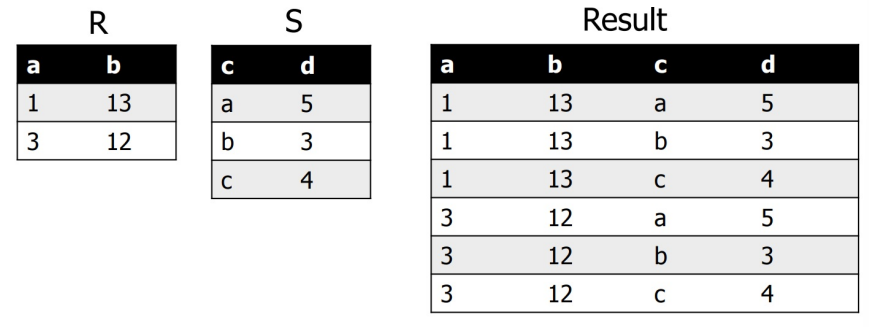 R
a b
1 13
3 12
S
c d
a 5
b 3
c 4
Result
a b c d
1 13 a 5
1 13 b 3
1 13 c 4
3 12 a 5
3 12 b 3
3 12 c 4